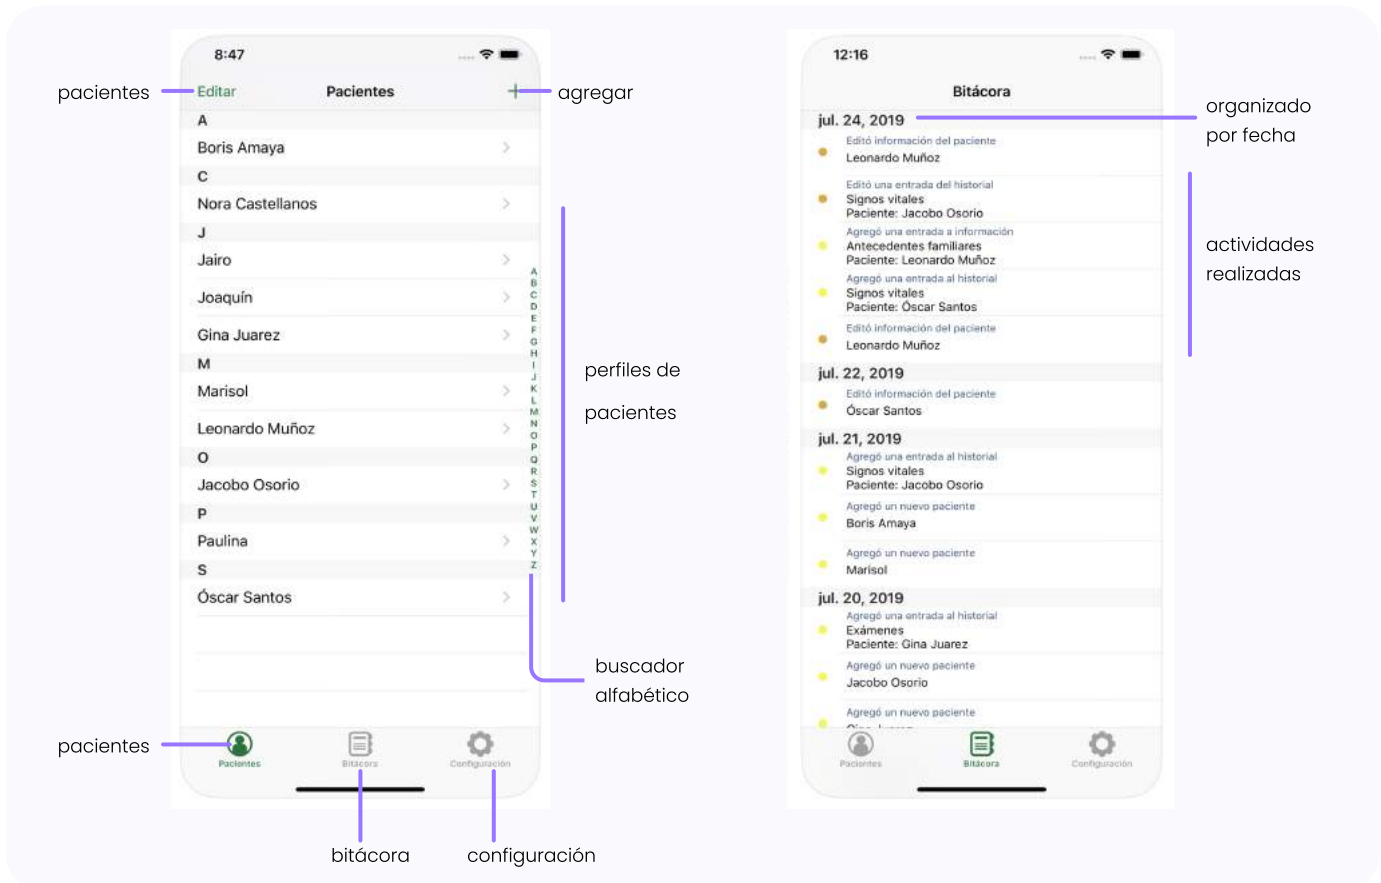 8:47
pacientes
Editar
Pacientes
agregar
A
Boris Amaya
C
Nora Castellanos
J
Jairo
Joaquín
Gina Juarez
M
Marisol
Leonardo Muñoz
O
Jacobo Osorio
P
Paulina
S
Óscar Santos
A
B
C
D
E
F
G
H
I
J
K
L
M
N
O
P
Q
R
S
T
U
V
W
X
Y
Z
perfiles de
pacientes
buscador
alfabético
pacientes
Pacientes
Bitácora
Configuración
bitácora
configuración
12:16
Bitácora
organizado
por fecha
jul. 24, 2019
Editó información del paciente
Leonardo Muñoz
Editó una entrada del historial
Signos vitales
Paciente: Jacobo Osorio
Agregó una entrada a información
Antecedentes familiares
Paciente: Leonardo Muñoz
Agregó una entrada al historial
Signos vitales
Paciente: Óscar Santos
Editó información del paciente
Leonardo Muñoz
actividades
realizadas
jul. 22, 2019
Editó información del paciente
Óscar Santos
jul. 21, 2019
Agregó una entrada al historial
Signos vitales
Paciente: Jacobo Osorio
Agregó un nuevo paciente
Boris Amaya
Agregó un nuevo paciente
Marisol
jul. 20, 2019
Agregó una entrada al historial
Exámenes
Paciente: Gina Juarez
Agregó un nuevo paciente
Jacobo Osorio
Agregó un nuevo paciente
Pacientes
Bitácora
Configuración